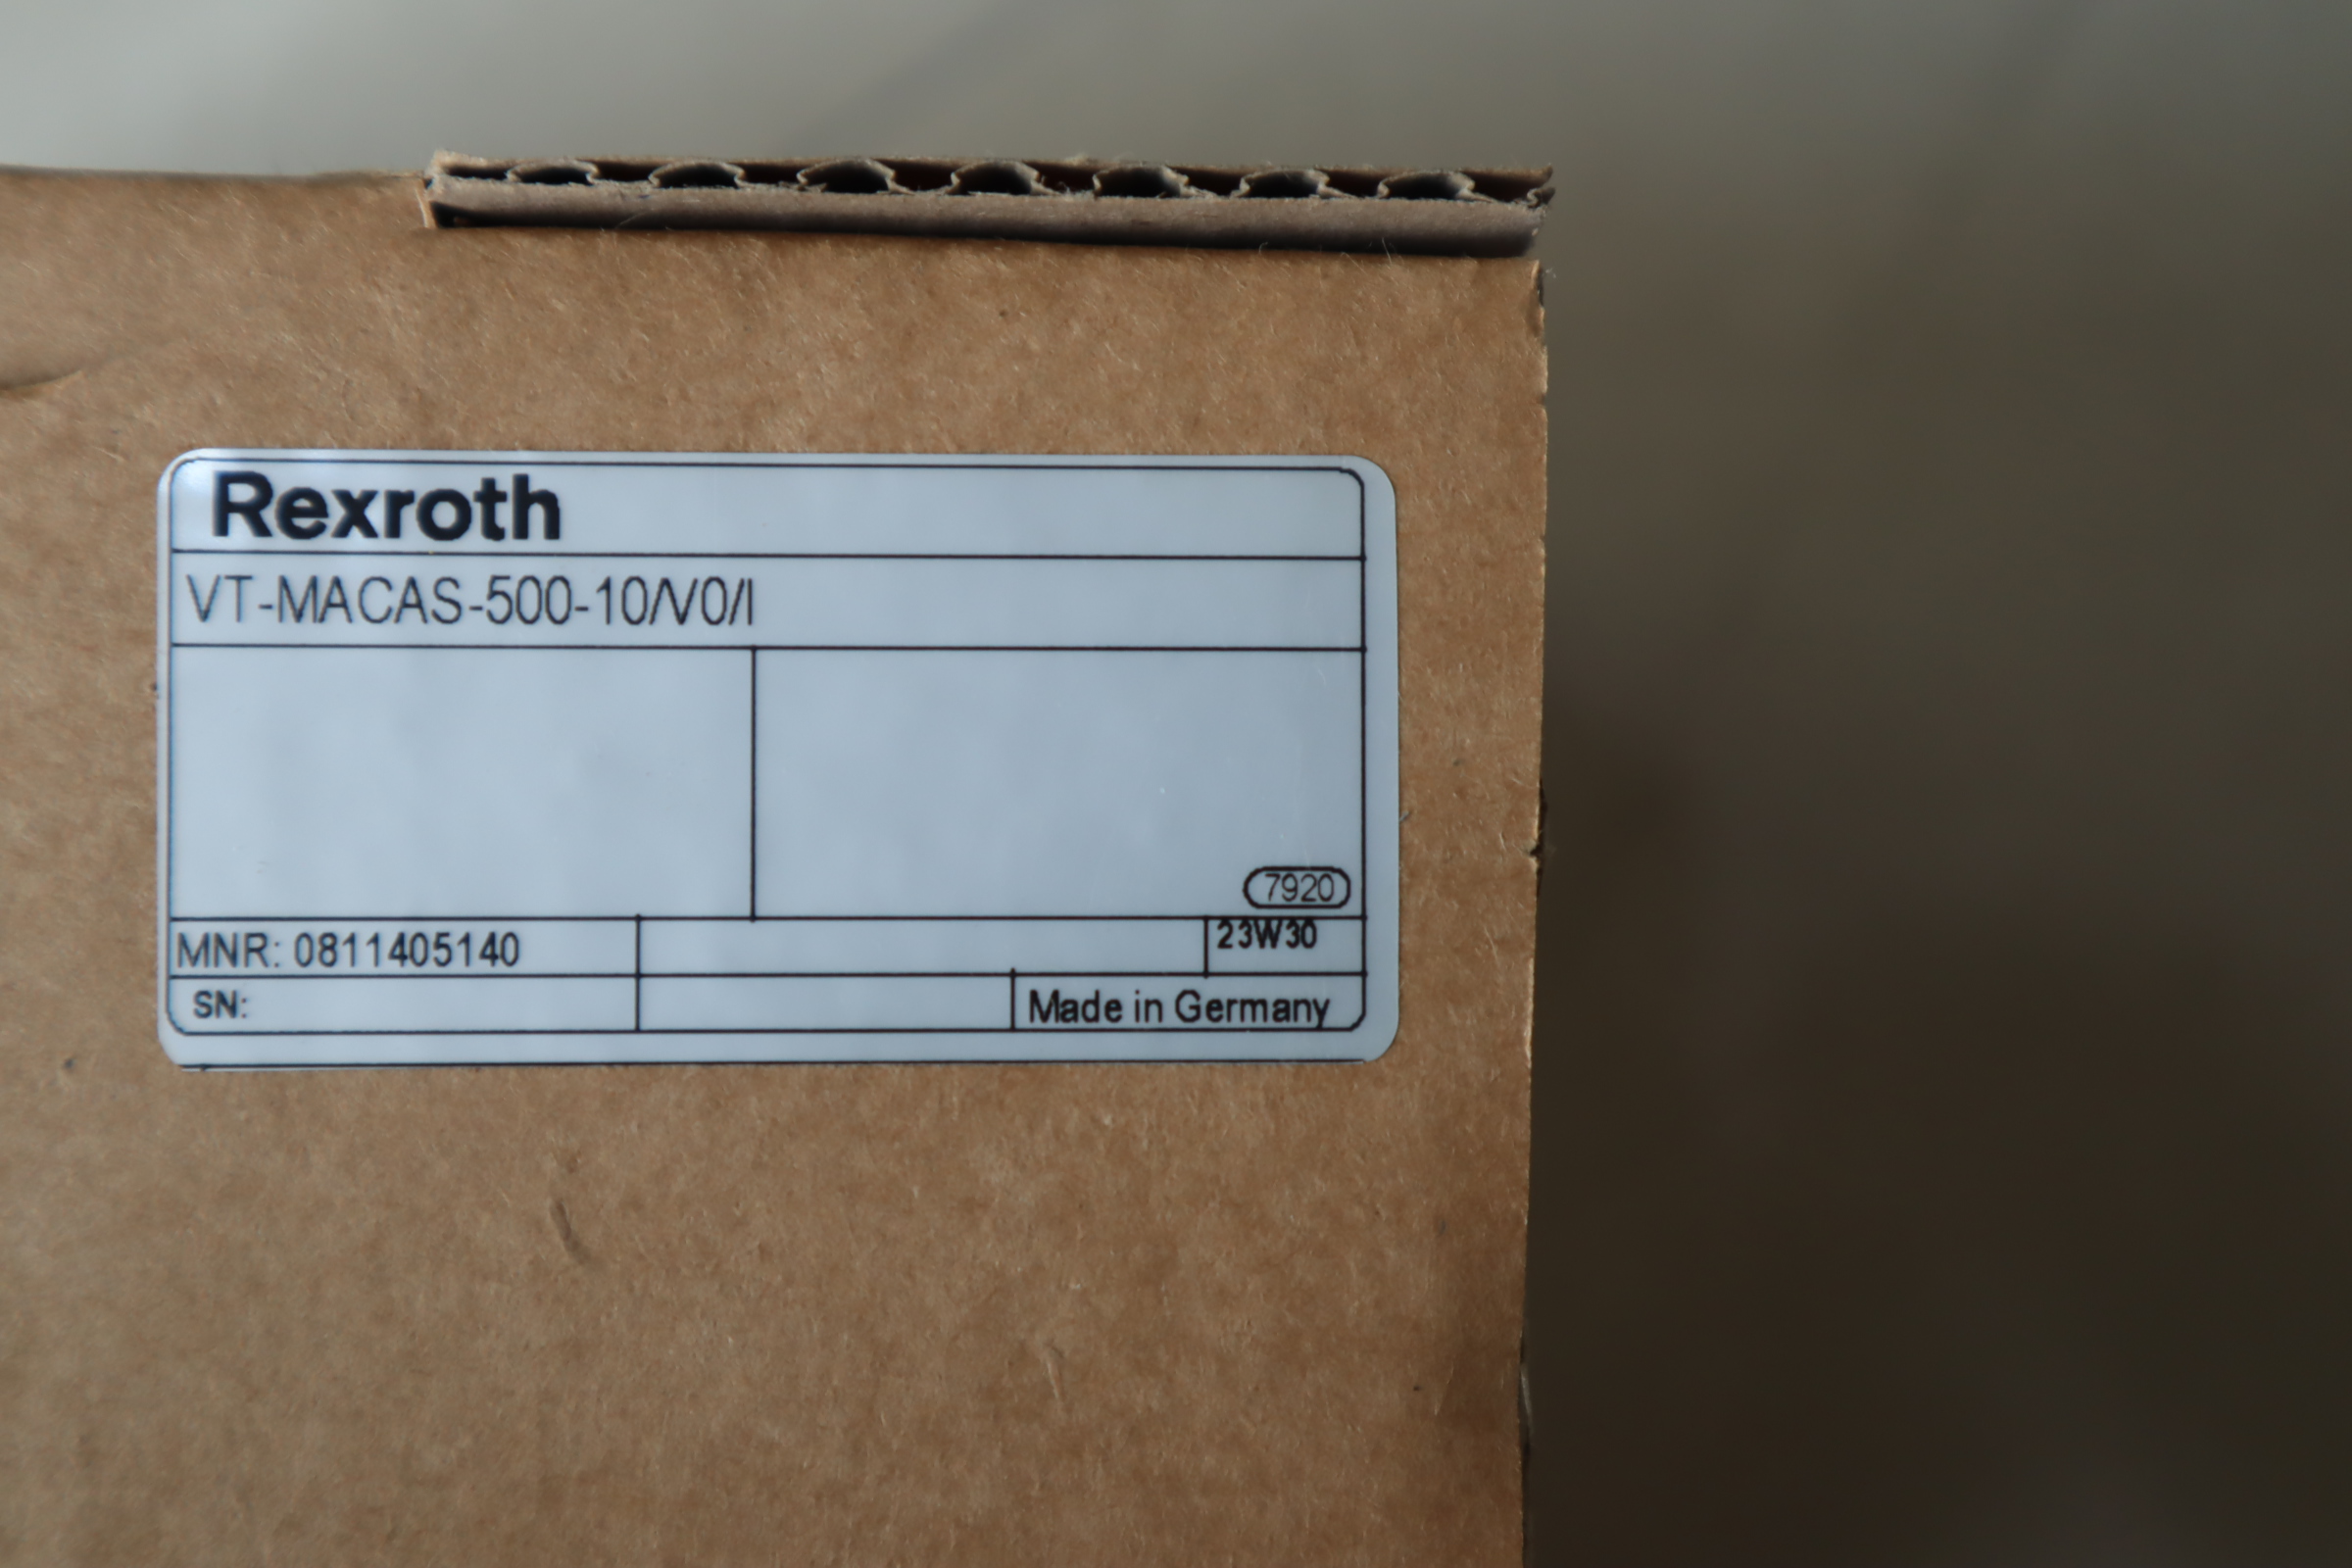 Rexroth
VT-MACAS-500-10/V0/I
7920
MNR: 0811405140
23W30
SN:
Made in Germany